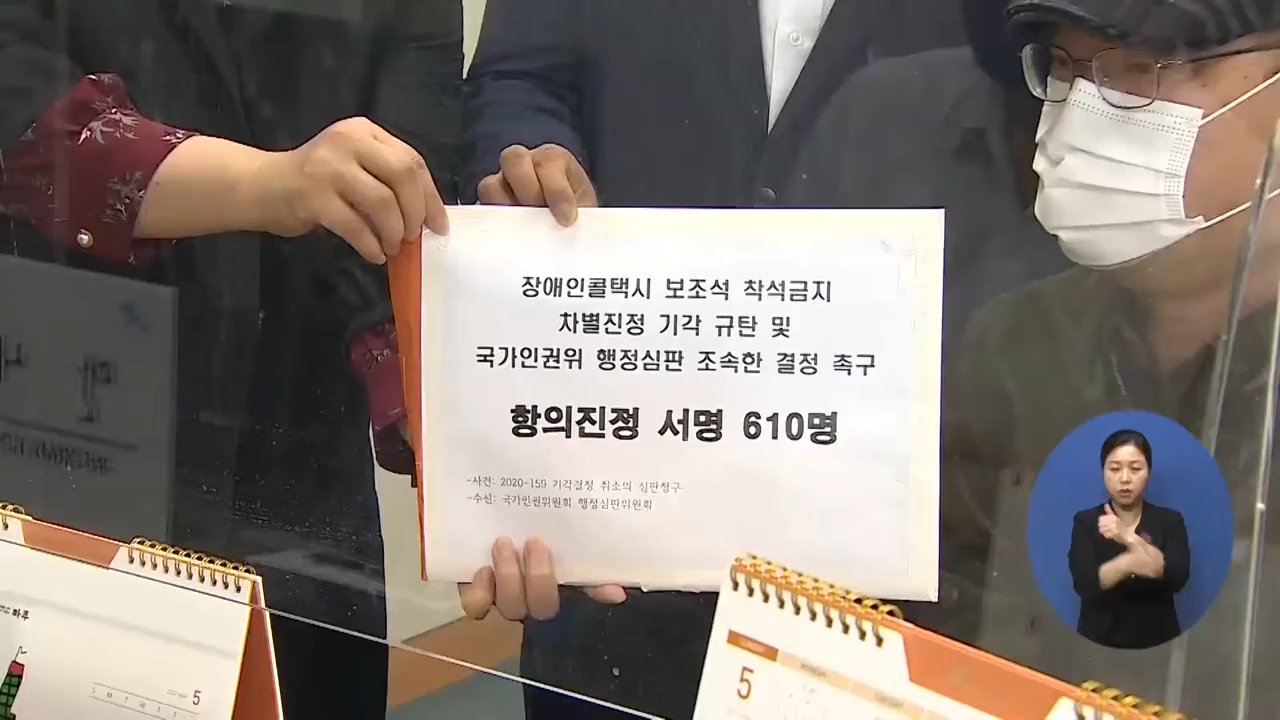 장애인콜택시 보조석 착석금지
차별진정 기각 규탄 및
국가인권위 행정심판 조속한 결정 촉구
항의진정 서명 610명
-사건: 2020-159 기각결정 취소의 심판청구
-수신: 국가인권위원회 행정심판위원회
하루
5
S M T W T F
5